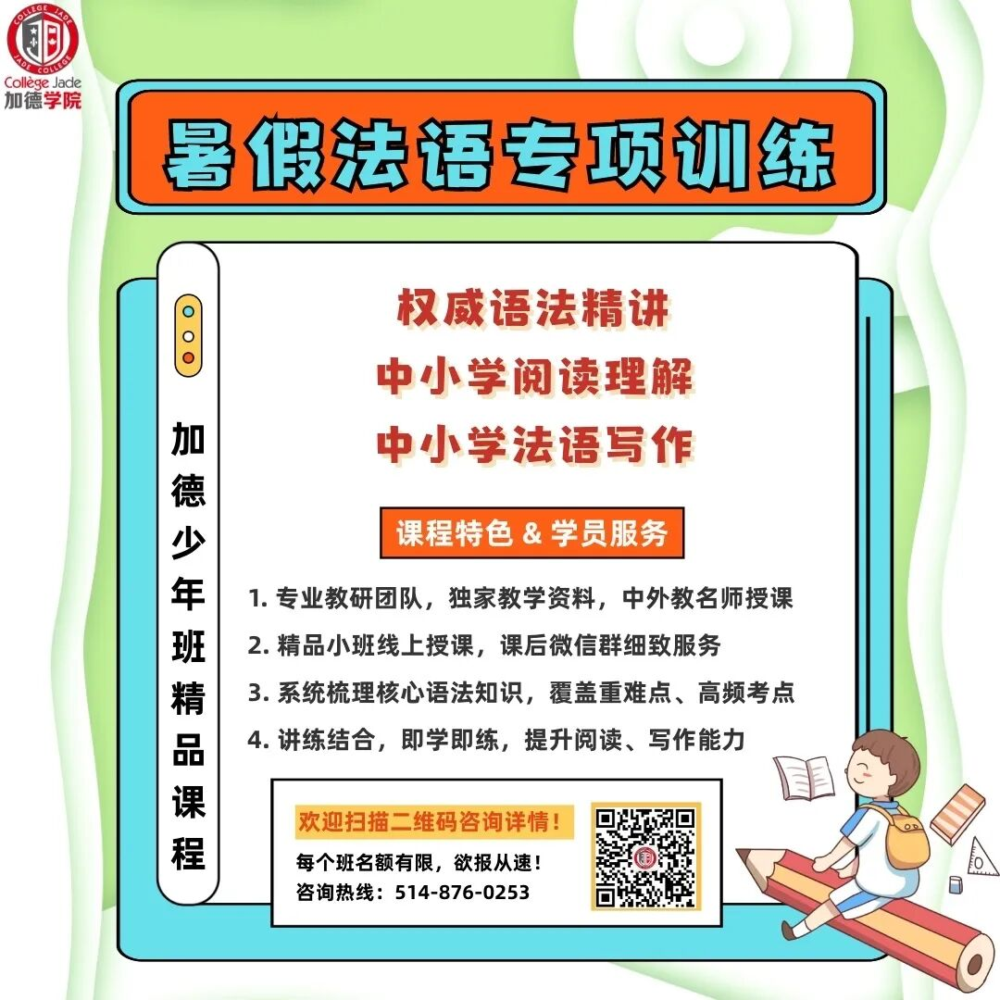 COLLEGE JADE
JADE COLLEGE
Collège Jade
加德学院
暑假法语专项训练
加德少年班精品课程
权威语法精讲
中小学阅读理解
中小学法语写作
课程特色 & 学员服务
1. 专业教研团队，独家教学资料，中外教名师授课
2. 精品小班线上授课，课后微信群细致服务
3. 系统梳理核心语法知识，覆盖重难点、高频考点
4. 讲练结合，即学即练，提升阅读、写作能力
欢迎扫描二维码咨询详情！
每个班名额有限，欲报从速！
咨询热线：514-876-0253